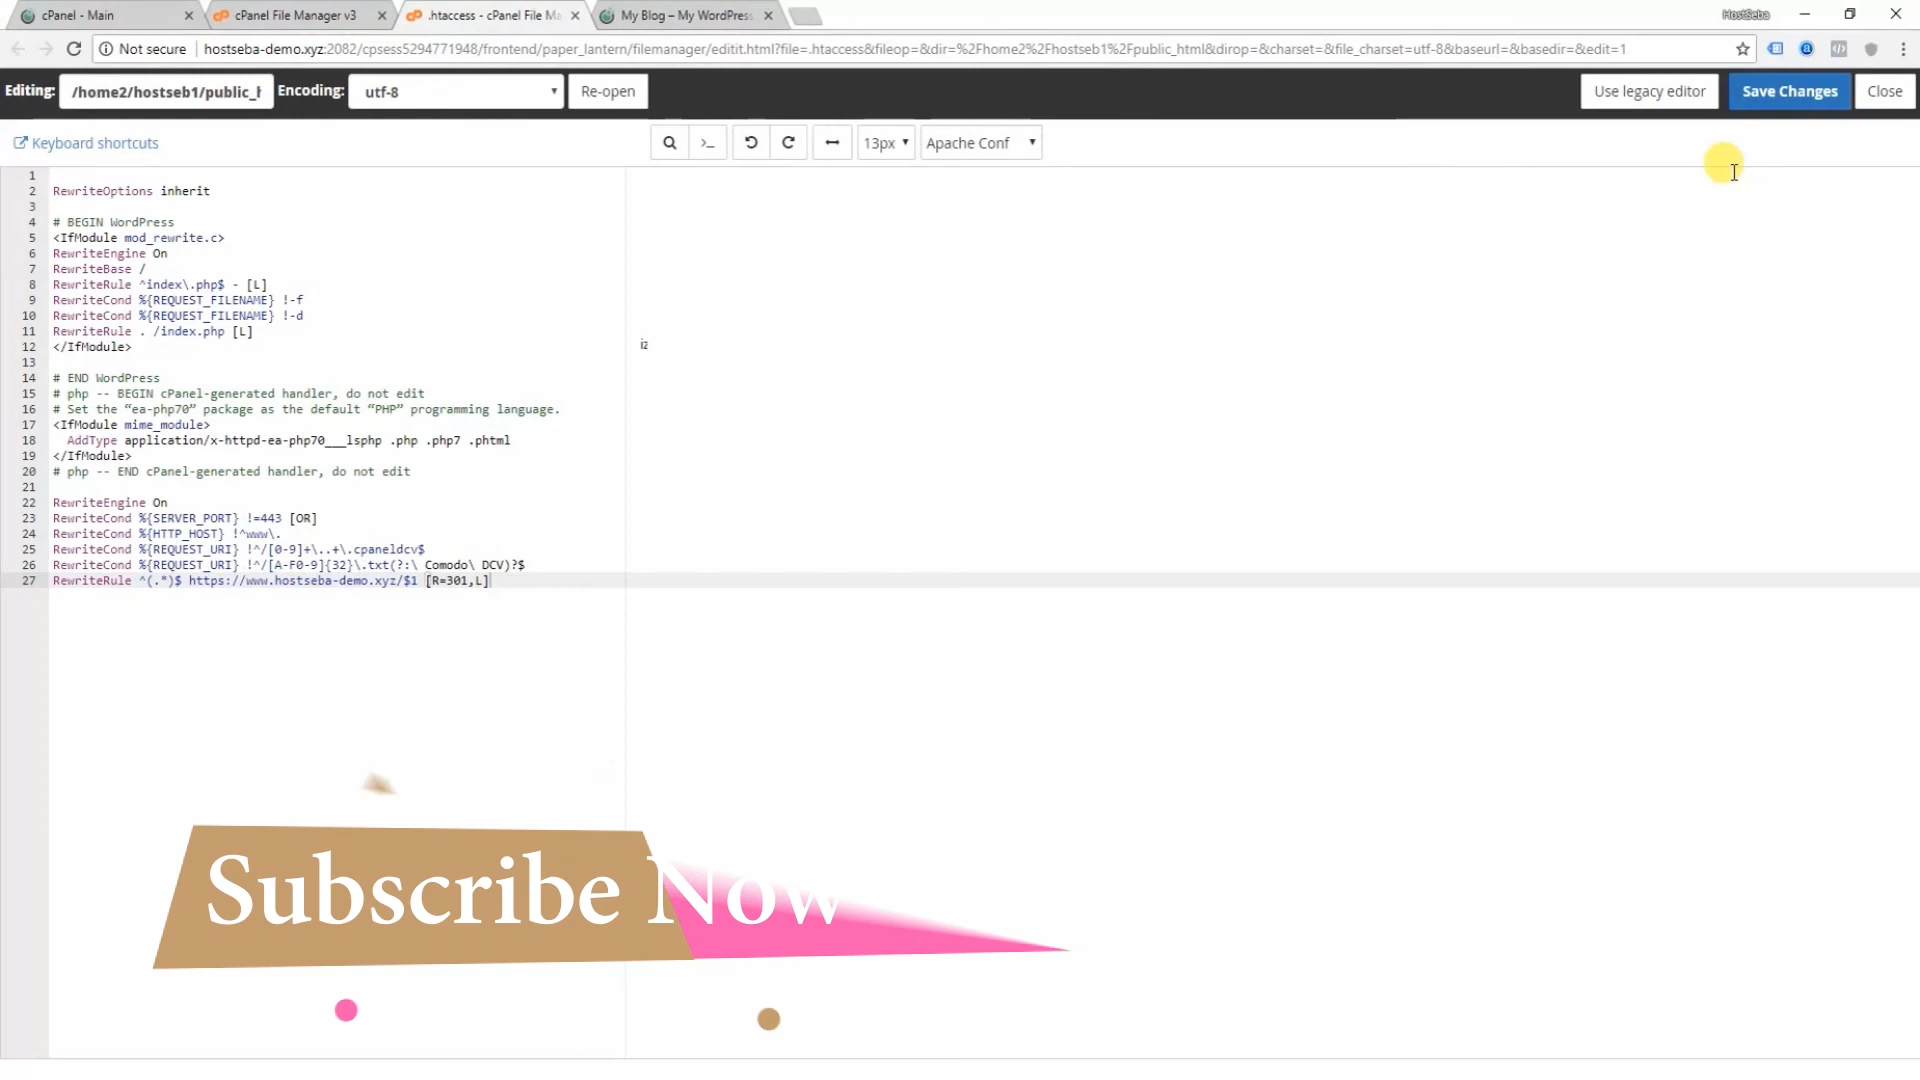 cPanel - Main
cPanel File Manager v3
.htaccess - cPanel File Ma
My Blog – My WordPress
HostSeba
Not secure
hostseba-demo.xyz:2082/cpsess5294771948/frontend/paper_lantern/filemanager/editit.html?file=.htaccess&fileop=&dir=%2Fhome2%2Fhostseb1%2Fpublic_html&dirop=&charset=&file_charset=utf-8&baseurl=&basedir=&edit=1
Editing: /home2/hostseb1/public_h Encoding: utf-8 Re-open Use legacy editor Save Changes Close
Keyboard shortcuts 13px Apache Conf
1
2 RewriteOptions inherit
3
4 # BEGIN WordPress
5 <IfModule mod_rewrite.c>
6 RewriteEngine On
7 RewriteBase /
8 RewriteRule ^index\.php$ - [L]
9 RewriteCond %{REQUEST_FILENAME} !-f
10 RewriteCond %{REQUEST_FILENAME} !-d
11 RewriteRule . /index.php [L]
12 </IfModule>
13
14 # END WordPress
15 # php -- BEGIN cPanel-generated handler, do not edit
16 # Set the “ea-php70” package as the default “PHP” programming language.
17 <IfModule mime_module>
18 AddType application/x-httpd-ea-php70___lsphp .php .php7 .phtml
19 </IfModule>
20 # php -- END cPanel-generated handler, do not edit
21
22 RewriteEngine On
23 RewriteCond %{SERVER_PORT} !=443 [OR]
24 RewriteCond %{HTTP_HOST} !^www\.
25 RewriteCond %{REQUEST_URI} !^/[0-9]+\..+\.cpaneldcv$
26 RewriteCond %{REQUEST_URI} !^/[A-F0-9]{32}\.txt(?:\ Comodo\ DCV)?$
27 RewriteRule ^(.*)$ https://www.hostseba-demo.xyz/$1 [R=301,L]
Subscribe Now